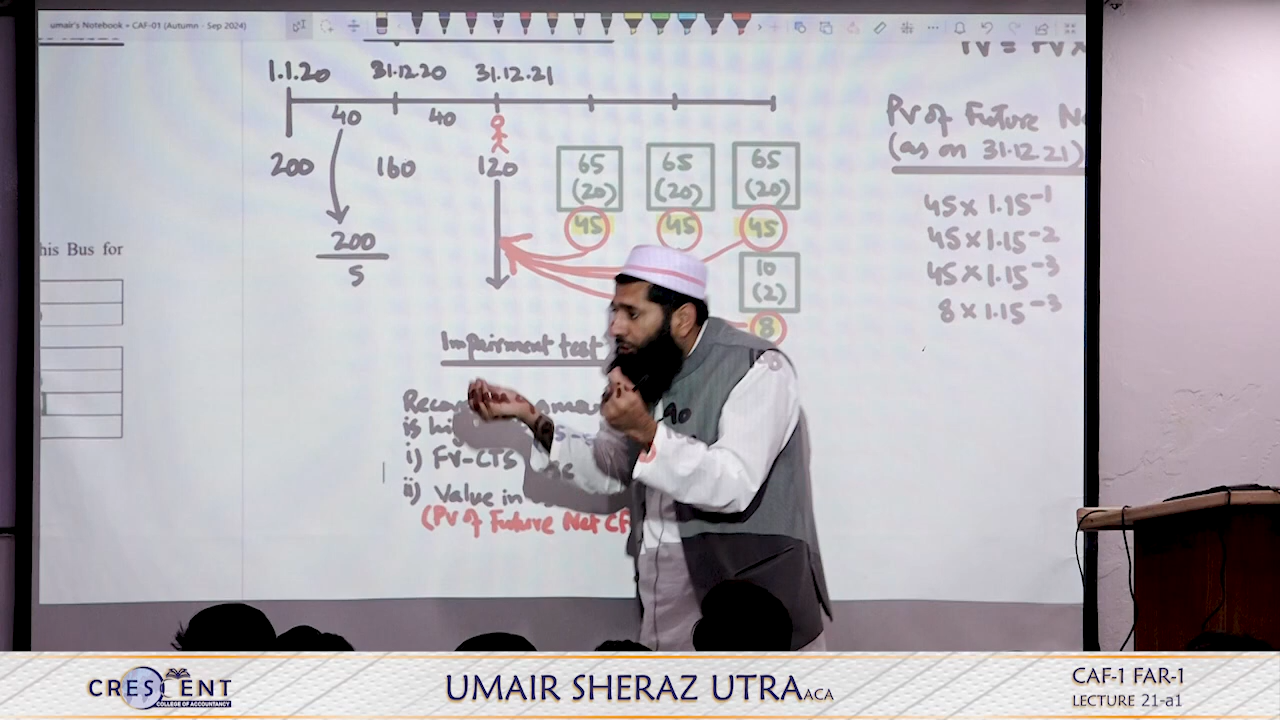 umair's Notebook - CAF-01 (Autumn - Sep 2024)
1.1.20 31.12.20 31.12.21
40 40
200 160 120
65 65 65
(20) (20) (20)
45 45 45
200
5
10
(2)
8
his Bus for
Impairment test
is
i) FV-CTS
ii) Value in
(PV of Future Net CF
90
PV of Future
(as on 31.12.21)
45 x 1.15-1
45 x 1.15-2
45 x 1.15-3
8 x 1.15-3
CRESCENT
COLLEGE OF ACCOUNTANCY
UMAIR SHERAZ UTRA ACA
CAF-1 FAR-1
LECTURE 21-a1